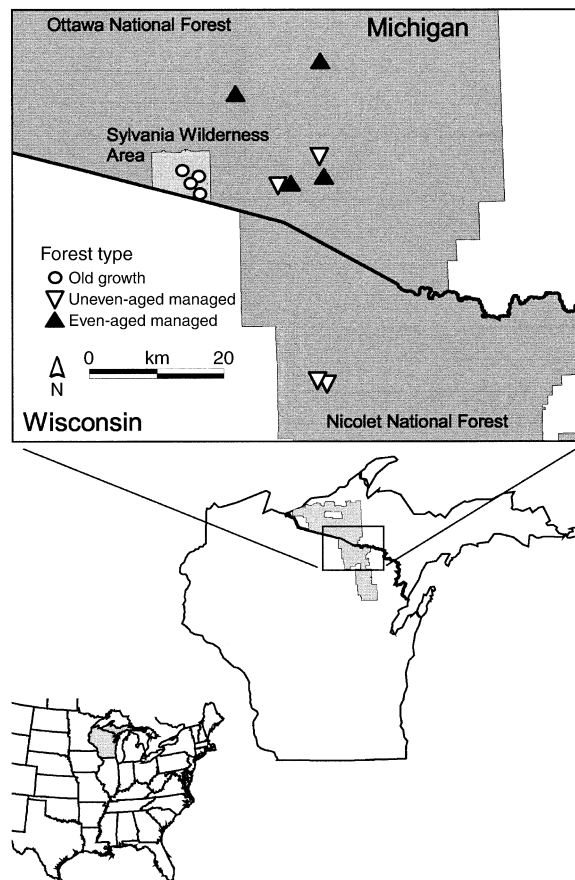 Ottawa National Forest
Michigan
Sylvania Wilderness
Area
Forest type
Old growth
Uneven-aged managed
Even-aged managed
0 km 20
N
Wisconsin
Nicolet National Forest